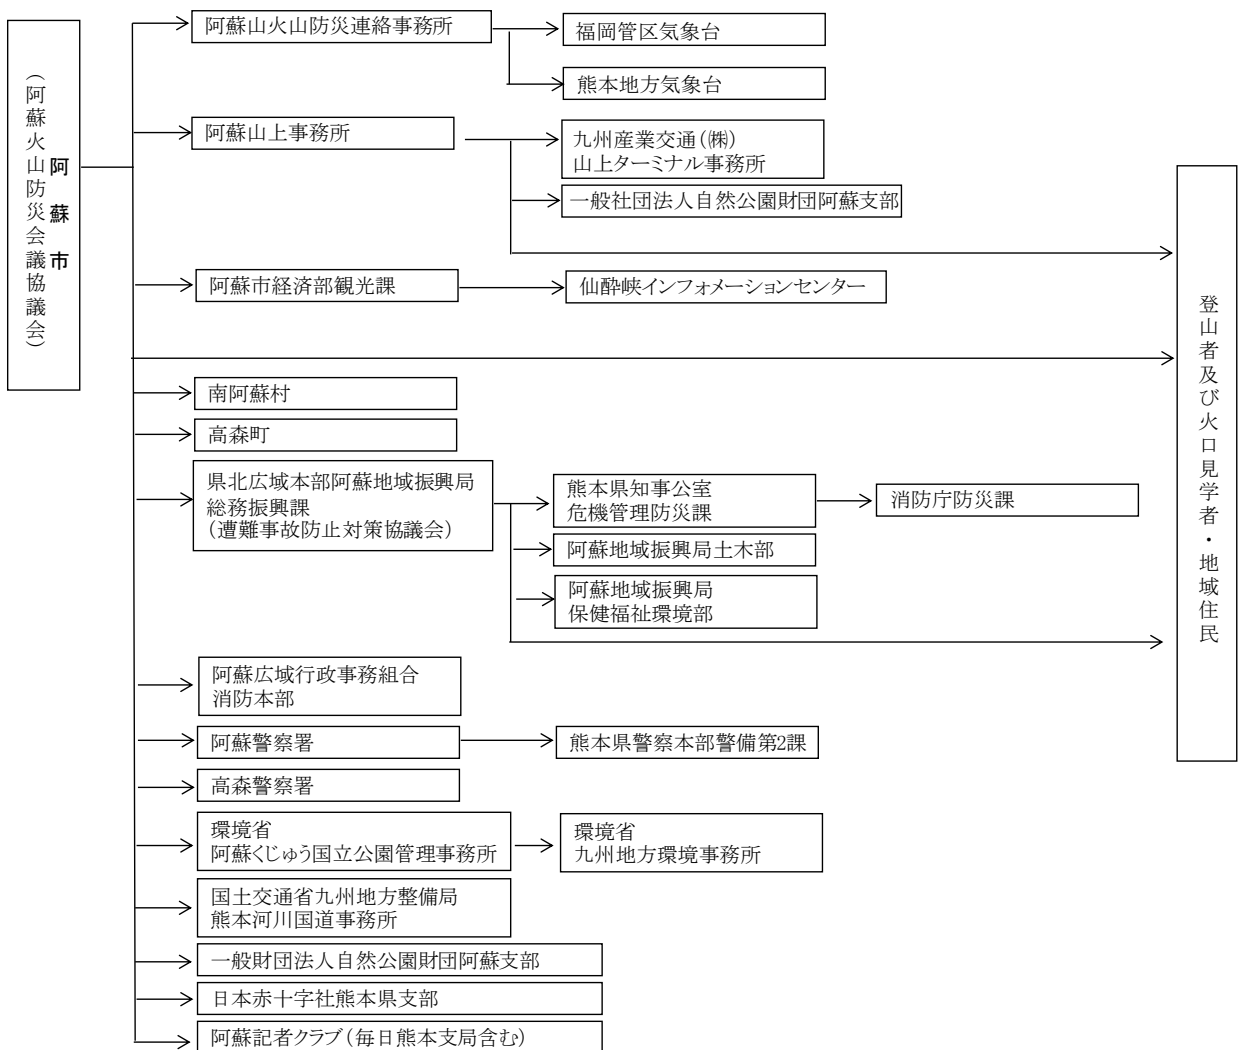 阿蘇市
(阿蘇火山防災会議協議会)
阿蘇山火山防災連絡事務所
福岡管区気象台
熊本地方気象台
阿蘇山上事務所
九州産業交通(㈱)
山上ターミナル事務所
一般社団法人自然公園財団阿蘇支部
阿蘇市経済部観光課
仙酔峡インフォメーションセンター
南阿蘇村
高森町
県北広域本部阿蘇地域振興局
総務振興課
(遭難事故防止対策協議会)
熊本県知事公室
危機管理防災課
消防庁防災課
阿蘇地域振興局土木部
阿蘇地域振興局
保健福祉環境部
阿蘇広域行政事務組合
消防本部
阿蘇警察署
熊本県警察本部警備第2課
高森警察署
環境省
阿蘇くじゅう国立公園管理事務所
環境省
九州地方環境事務所
国土交通省九州地方整備局
熊本河川国道事務所
一般財団法人自然公園財団阿蘇支部
日本赤十字社熊本県支部
阿蘇記者クラブ(毎日熊本支局含む)
登山者及び火口見学者・地域住民